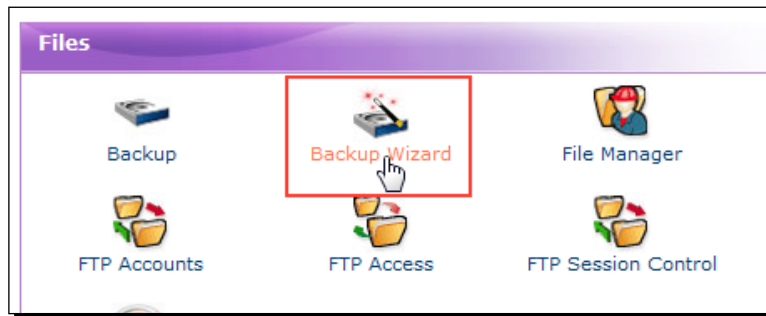 Files
Backup
Backup Wizard
File Manager
FTP Accounts
FTP Access
FTP Session Control